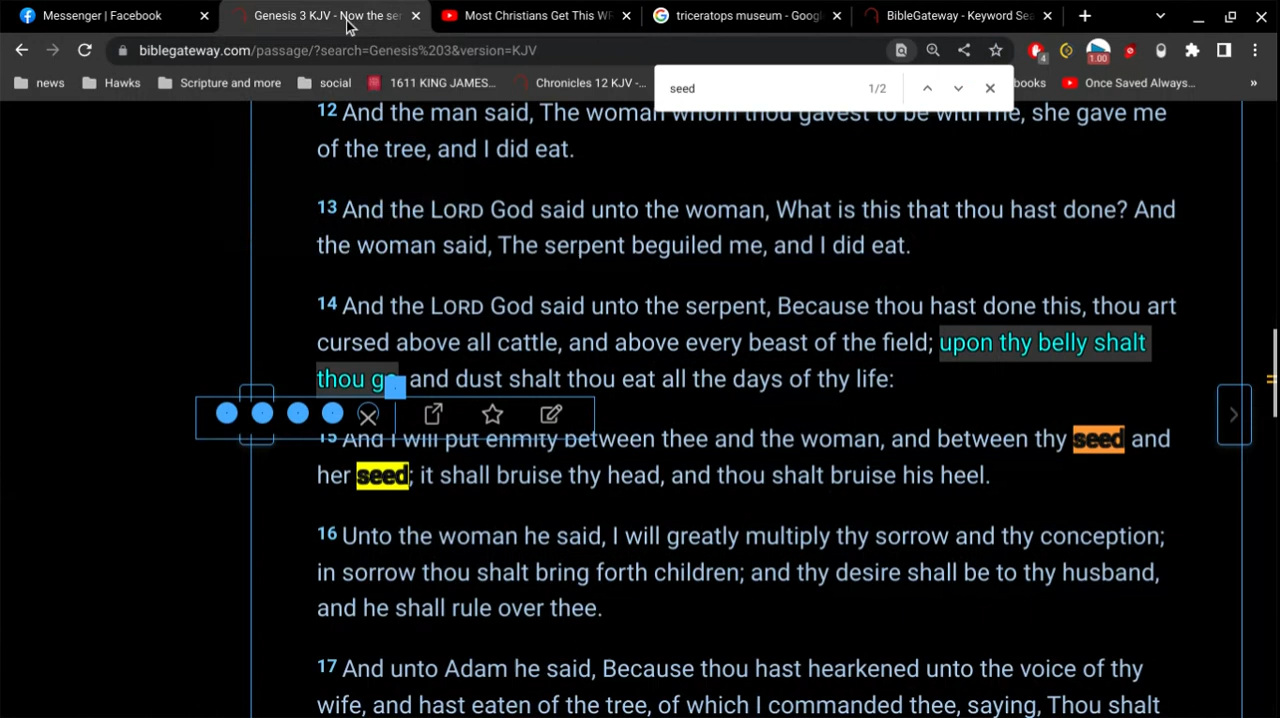 Messenger | Facebook
Genesis 3 KJV - Now the ser
Most Christians Get This WR
triceratops museum - Googl
BibleGateway - Keyword Sea
biblegateway.com/passage/?search=Genesis%203&version=KJV
4
1.00
news
Hawks
Scripture and more
social
1611 KING JAMES...
Chronicles 12 KJV -...
books
Once Saved Always...
»
seed
1/2
12 And the man said, The woman whom thou gavest to be with me, she gave me
of the tree, and I did eat.
13 And the LORD God said unto the woman, What is this that thou hast done? And
the woman said, The serpent beguiled me, and I did eat.
14 And the LORD God said unto the serpent, Because thou hast done this, thou art
cursed above all cattle, and above every beast of the field; upon thy belly shalt
thou go, and dust shalt thou eat all the days of thy life:
15 And I will put enmity between thee and the woman, and between thy seed and
her seed; it shall bruise thy head, and thou shalt bruise his heel.
16 Unto the woman he said, I will greatly multiply thy sorrow and thy conception;
in sorrow thou shalt bring forth children; and thy desire shall be to thy husband,
and he shall rule over thee.
17 And unto Adam he said, Because thou hast hearkened unto the voice of thy
wife, and hast eaten of the tree, of which I commanded thee, saying, Thou shalt